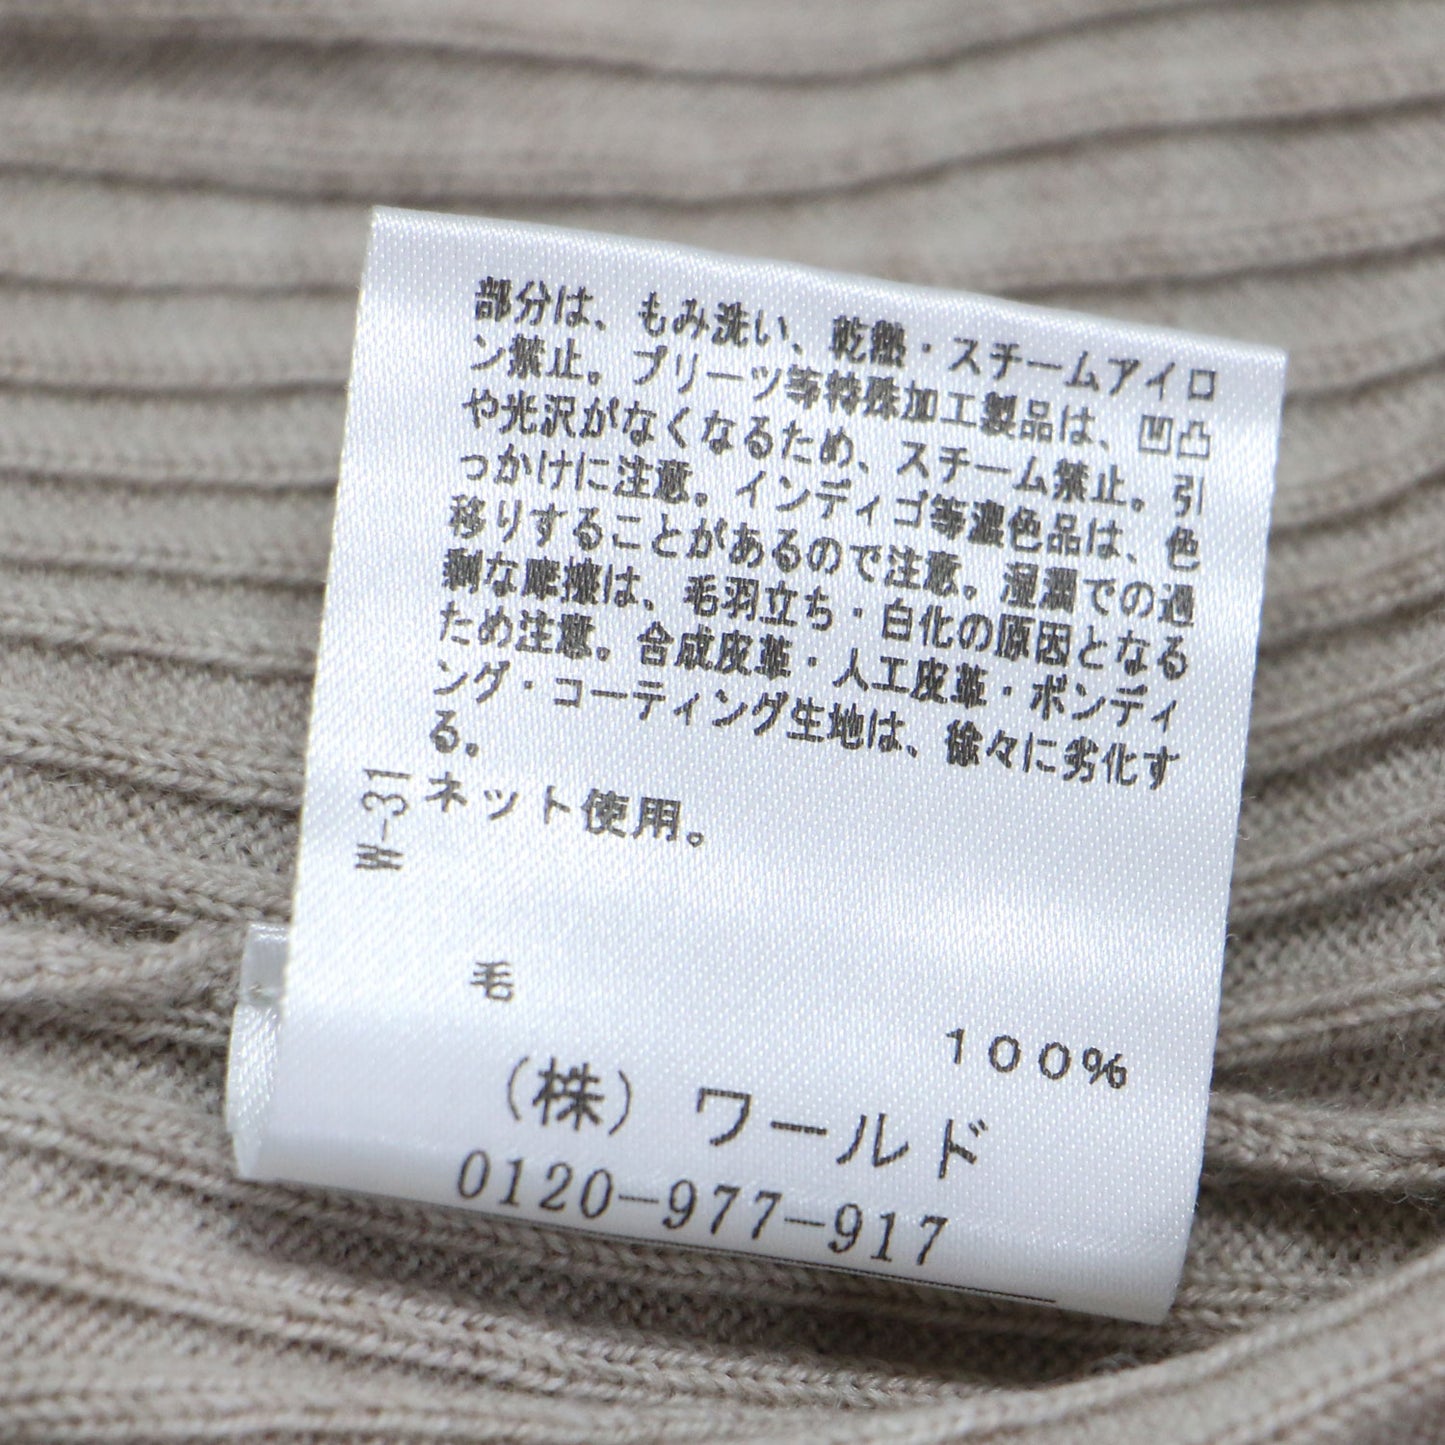 部分は、もみ洗い、乾熱・スチームアイロ
ン禁止。プリーツ等特殊加工製品は、凹凸
や光沢がなくなるため、スチーム禁止。引
っかけに注意。インディゴ等濃色品は、色
移りすることがあるので注意。湿潤での過
剰な摩擦は、毛羽立ち・白化の原因となる
ため注意。合成皮革・人工皮革・ボンディ
ング・コーティング生地は、徐々に劣化す
る。
ネット使用。
W-31
毛
100%
(株) ワールド
0120-977-917